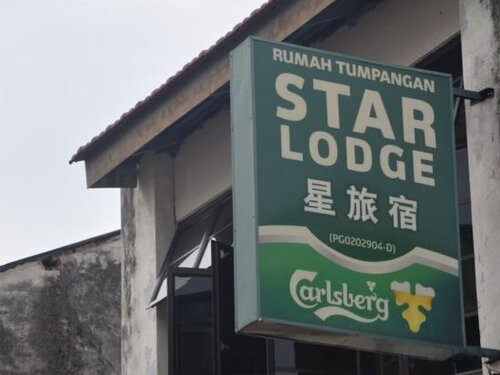 RUMAH TUMPANGAN
STAR
LODGE
星旅宿
(PG0202904-D)
Carlsberg